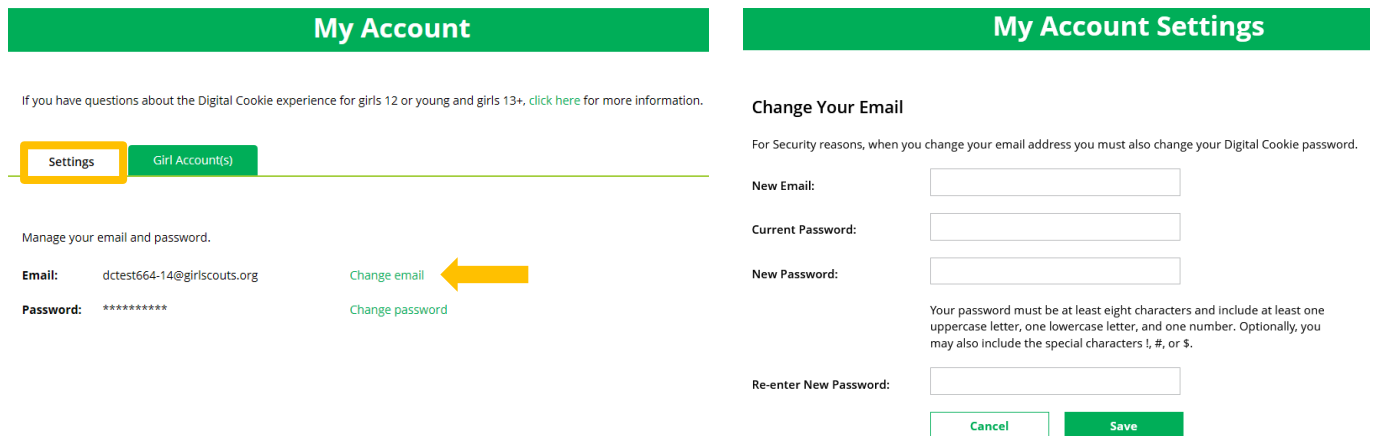 My Account
If you have questions about the Digital Cookie experience for girls 12 or young and girls 13+, click here for more information.
Settings
Girl Account(s)
Manage your email and password.
Email: dctest664-14@girlscouts.org Change email
Password: ********** Change password
My Account Settings
Change Your Email
For Security reasons, when you change your email address you must also change your Digital Cookie password.
New Email:
Current Password:
New Password:
Your password must be at least eight characters and include at least one
uppercase letter, one lowercase letter, and one number. Optionally, you
may also include the special characters !, #, or $.
Re-enter New Password:
Cancel
Save